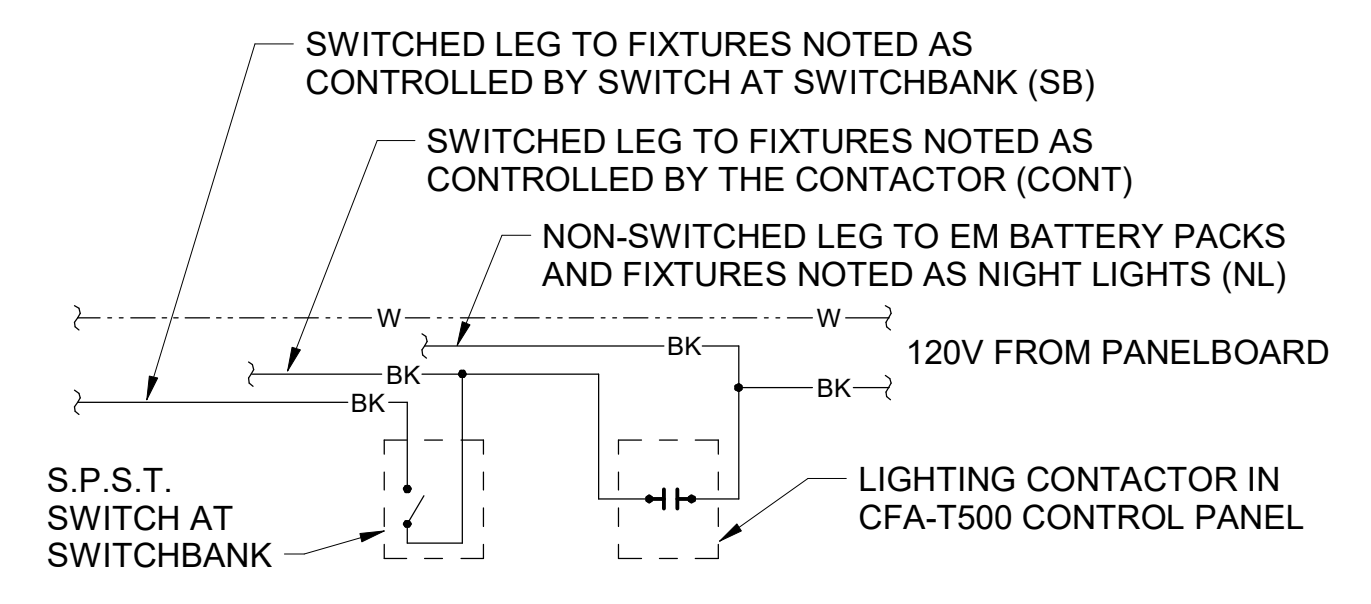 SWITCHED LEG TO FIXTURES NOTED AS
CONTROLLED BY SWITCH AT SWITCHBANK (SB)
SWITCHED LEG TO FIXTURES NOTED AS
CONTROLLED BY THE CONTACTOR (CONT)
NON-SWITCHED LEG TO EM BATTERY PACKS
AND FIXTURES NOTED AS NIGHT LIGHTS (NL)
W
W
BK
120V FROM PANELBOARD
BK
BK
BK
S.P.S.T.
SWITCH AT
SWITCHBANK
LIGHTING CONTACTOR IN
CFA-T500 CONTROL PANEL